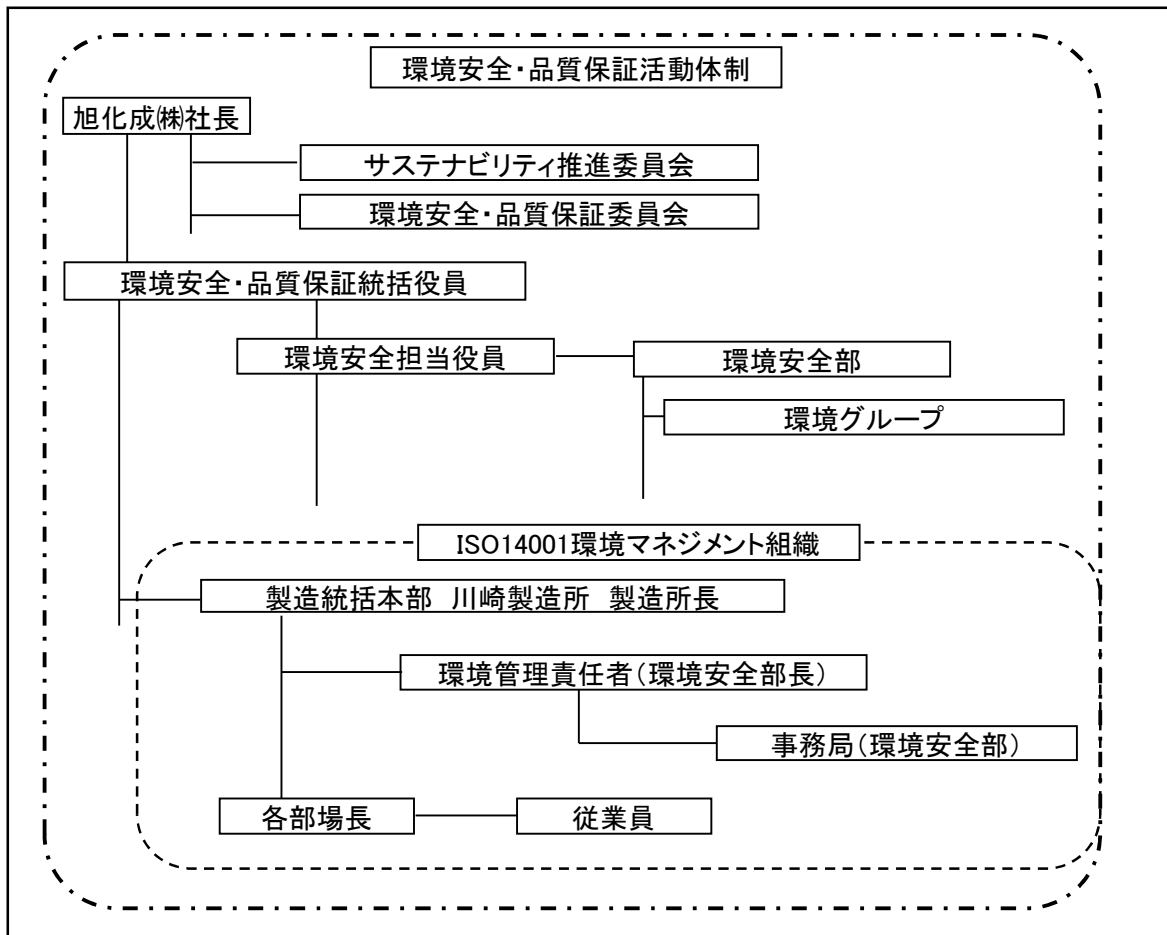 環境安全・品質保証活動体制
旭化成㈱社長
サステナビリティ推進委員会
環境安全・品質保証委員会
環境安全・品質保証統括役員
環境安全担当役員
環境安全部
環境グループ
ISO14001環境マネジメント組織
製造統括本部　川崎製造所　製造所長
環境管理責任者（環境安全部長）
事務局（環境安全部）
各部場長
従業員